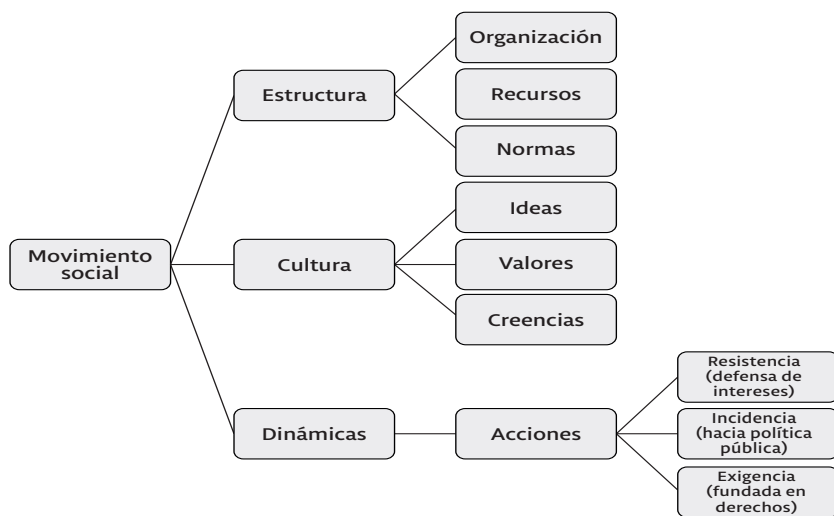 Organización
Estructura
Recursos
Normas
Ideas
Movimiento
social
Cultura
Valores
Creencias
Resistencia
(defensa de
intereses)
Dinámicas
Acciones
Incidencia
(hacia política
pública)
Exigencia
(fundada en
derechos)